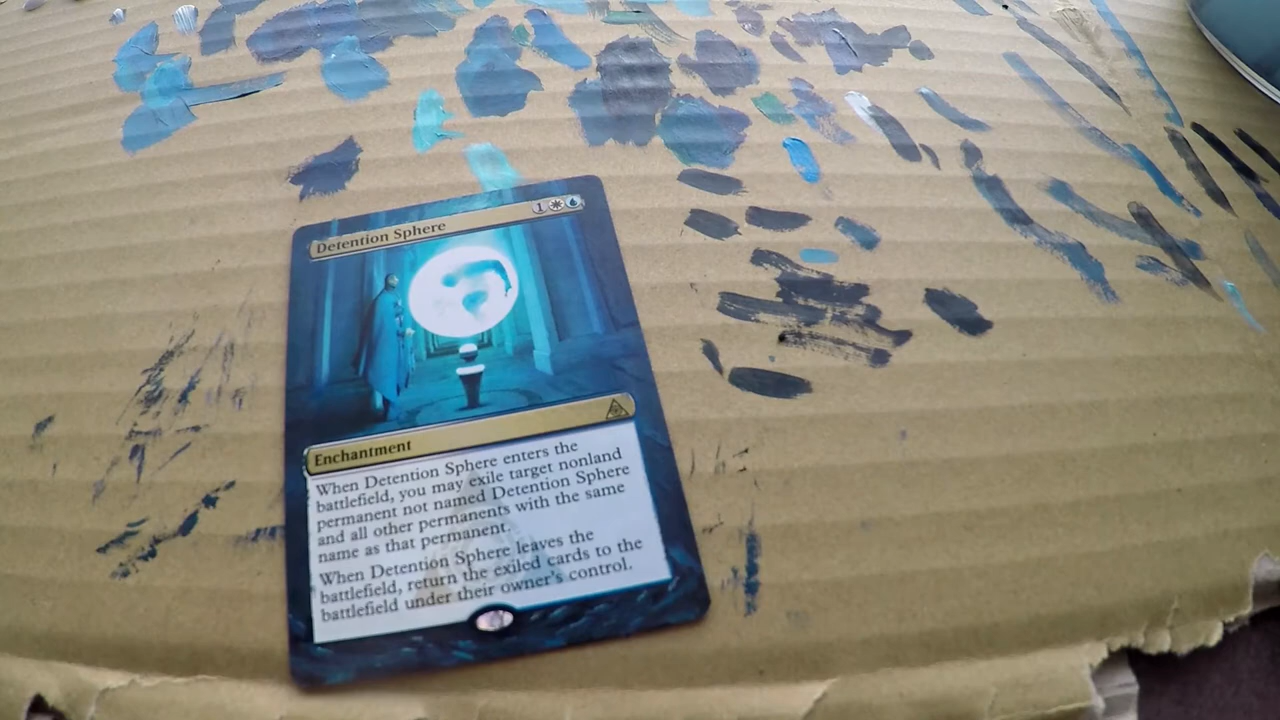 Detention Sphere 1
Enchantment
When Detention Sphere enters the
battlefield, you may exile target nonland
permanent not named Detention Sphere
and all other permanents with the same
name as that permanent.
When Detention Sphere leaves the
battlefield, return the exiled cards to the
battlefield under their owner's control.